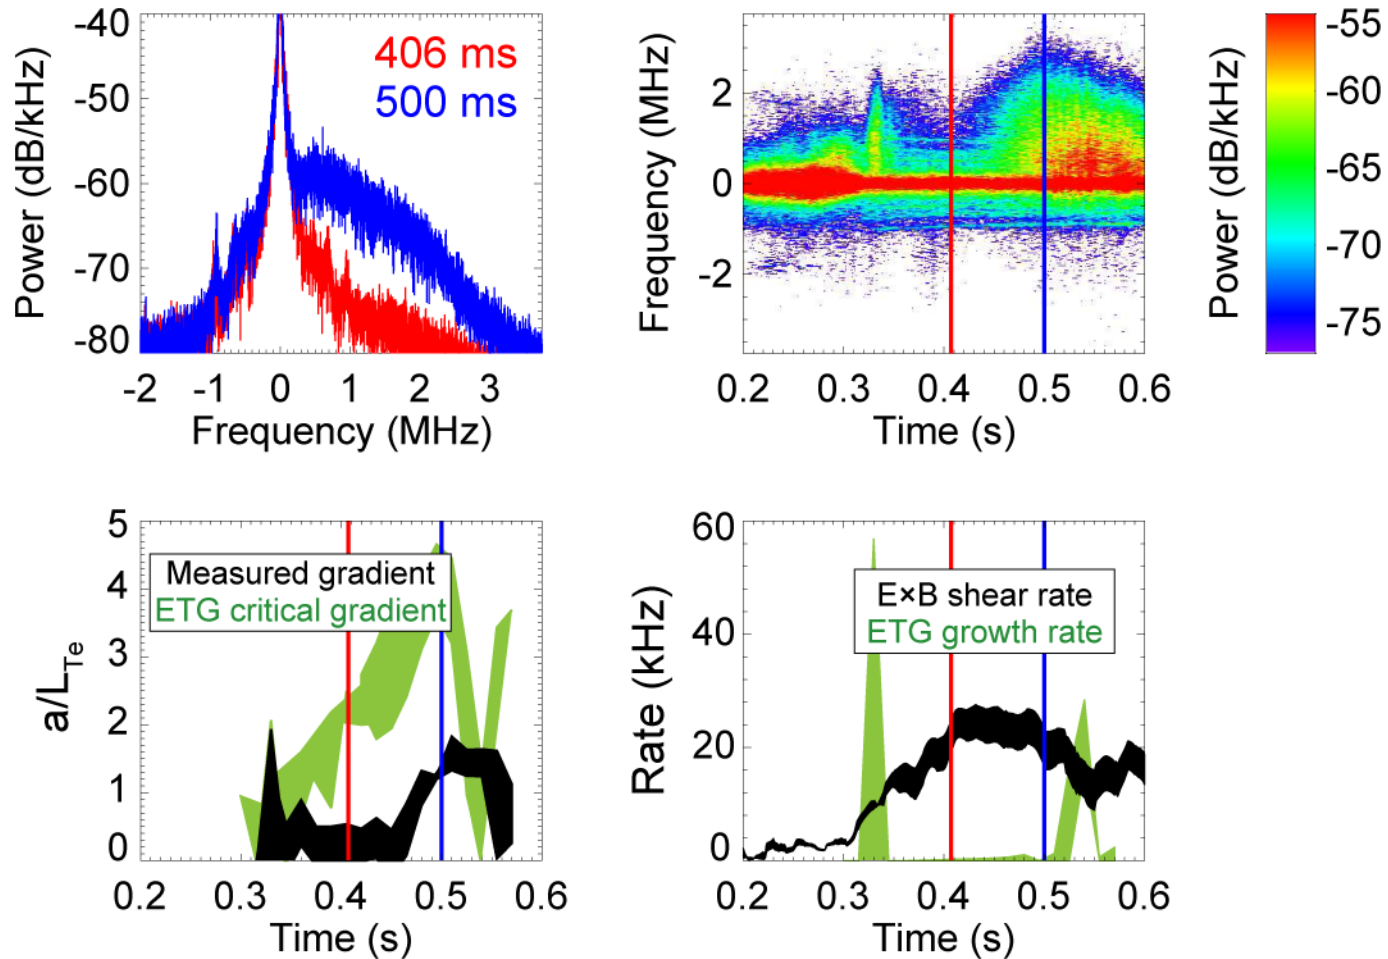 -40
-50
-60
-70
-80
Power (dB/kHz)
406 ms
500 ms
-2 -1 0 1 2 3
Frequency (MHz)
2
0
-2
Frequency (MHz)
0.2 0.3 0.4 0.5 0.6
Time (s)
-55
-60
-65
-70
-75
Power (dB/kHz)
5
4
3
2
1
0
a/L_Te
Measured gradient
ETG critical gradient
0.2 0.3 0.4 0.5 0.6
Time (s)
60
40
20
0
Rate (kHz)
E×B shear rate
ETG growth rate
0.2 0.3 0.4 0.5 0.6
Time (s)